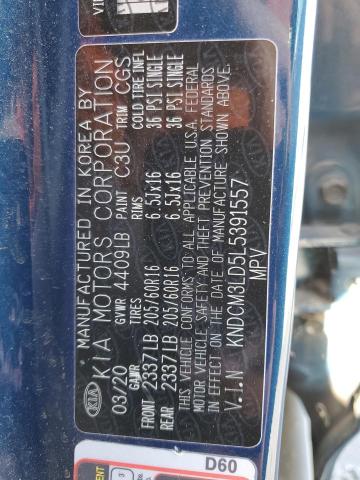 * MANUFACTURED IN KOREA BY
KIA MOTORS CORPORATION
03/20 GVWR 4409LB PAINT C3U TRIM CGS
GAWR TIRES RIMS COLD TIRE INFL
FRONT 2337LB 205/60R16 6.5JX16 36 PSI SINGLE
REAR 2337LB 205/60R16 6.5JX16 36 PSI SINGLE
THIS VEHICLE CONFORMS TO ALL APPLICABLE U.S.A. FEDERAL
MOTOR VEHICLE SAFETY AND THEFT PREVENTION STANDARDS
IN EFFECT ON THE DATE OF MANUFACTURE SHOWN ABOVE.
V.I.N KNDCM3LD5L5391557
MPV
KIA
D60